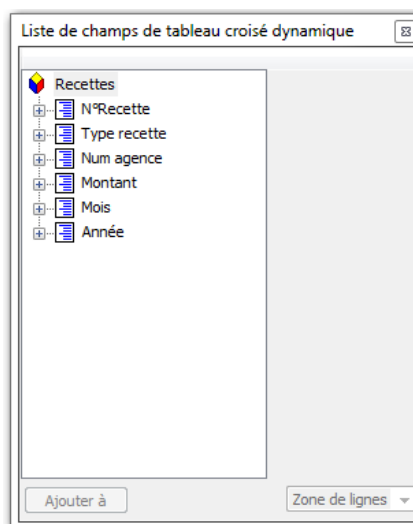 Liste de champs de tableau croisé dynamique
Recettes
N°Recette
Type recette
Num agence
Montant
Mois
Année
Ajouter à
Zone de lignes